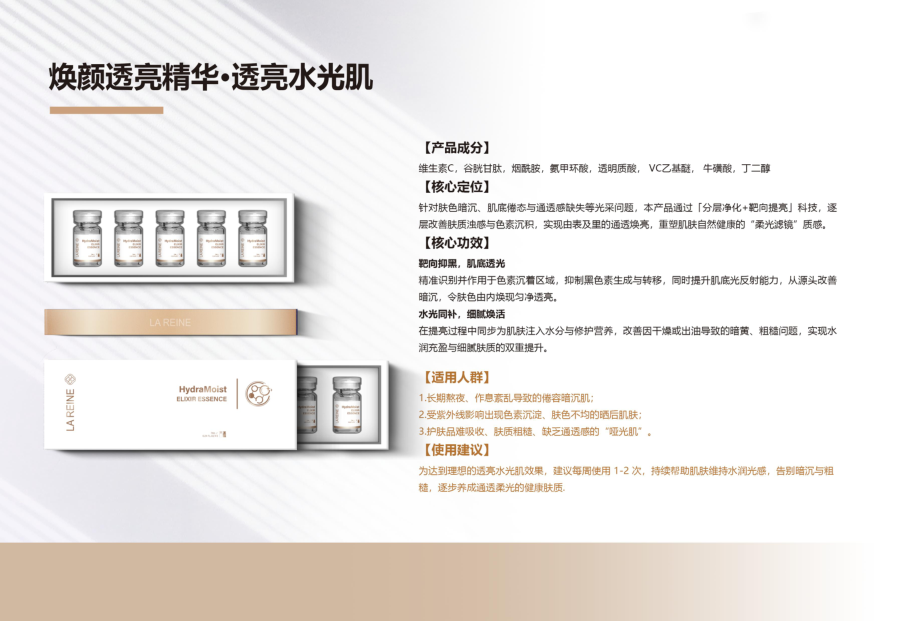 焕颜透亮精华·透亮水光肌
【产品成分】
维生素C，谷胱甘肽，烟酰胺，氨甲环酸，透明质酸， VC乙基醚， 牛磺酸，丁二醇
【核心定位】
针对肤色暗沉、肌底倦态与通透感缺失等光采问题，本产品通过「分层净化+靶向提亮」科技，逐
层改善肤质浊感与色素沉积，实现由表及里的通透焕亮，重塑肌肤自然健康的“柔光滤镜”质感。
【核心功效】
靶向抑黑，肌底透光
精准识别并作用于色素沉着区域，抑制黑色素生成与转移，同时提升肌底光反射能力，从源头改善
暗沉，令肤色由内焕现匀净透亮。
水光同补，细腻焕活
在提亮过程中同步为肌肤注入水分与修护营养，改善因干燥或出油导致的暗黄、粗糙问题，实现水
润充盈与细腻肤质的双重提升。
【适用人群】
1.长期熬夜、作息紊乱导致的倦容暗沉肌；
2.受紫外线影响出现色素沉淀、肤色不均的晒后肌肤；
3.护肤品难吸收、肤质粗糙、缺乏通透感的“哑光肌”。
【使用建议】
为达到理想的透亮水光肌效果，建议每周使用 1-2 次，持续帮助肌肤维持水润光感，告别暗沉与粗
糙，逐步养成通透柔光的健康肤质.
HydraMoist
ELIXIR ESSENCE
HydraMoist
ELIXIR
ESSENCE
HydraMoist
ELIXIR
ESSENCE
HydraMoist
ELIXIR
ESSENCE
HydraMoist
ELIXIR
ESSENCE
HydraMoist
ELIXIR
ESSENCE
LA REINE
LA REINE